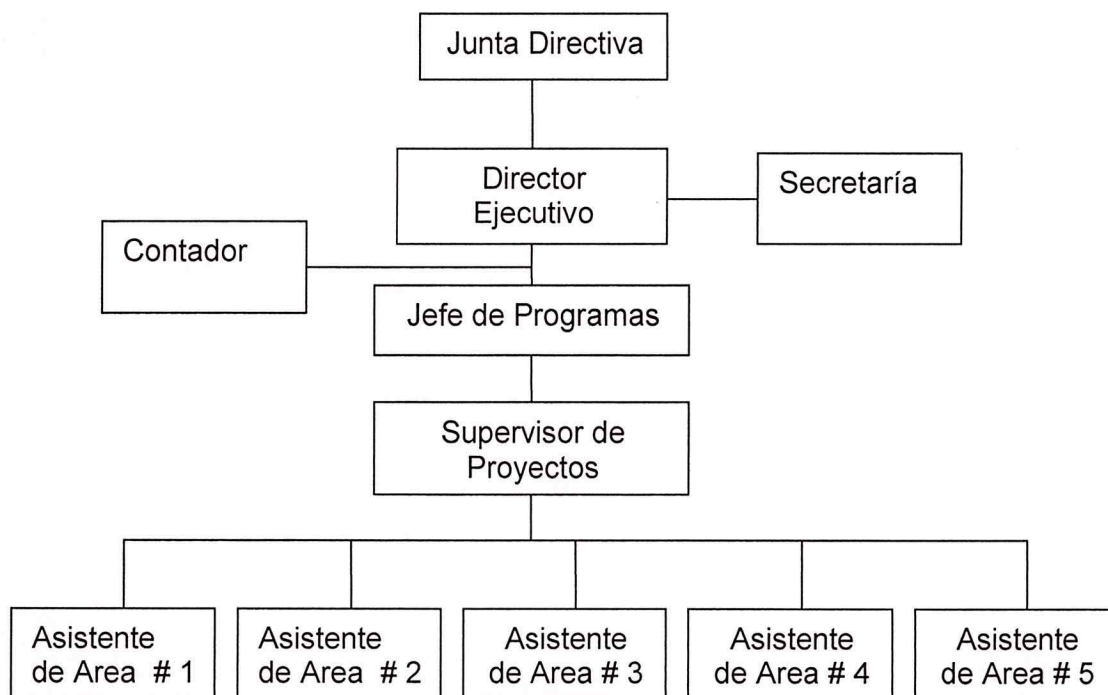 Junta Directiva
Director
Ejecutivo
Secretaría
Contador
Jefe de Programas
Supervisor de
Proyectos
Asistente
de Area # 1
Asistente
de Area # 2
Asistente
de Area # 3
Asistente
de Area # 4
Asistente
de Area # 5